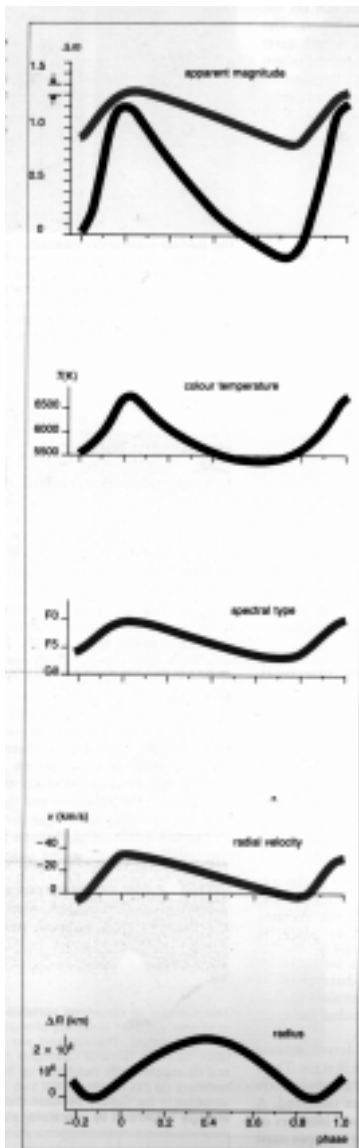 Δm
1.5
apparent magnitude
1.0
0.5
0
T(K)
colour temperature
6500
6000
5500
spectral type
F0
F5
G0
v (km/s)
-40
radial velocity
-20
0
ΔR (km)
radius
2 × 10⁶
10⁶
0
-0.2 0 0.2 0.4 0.6 0.8 1.0
phase